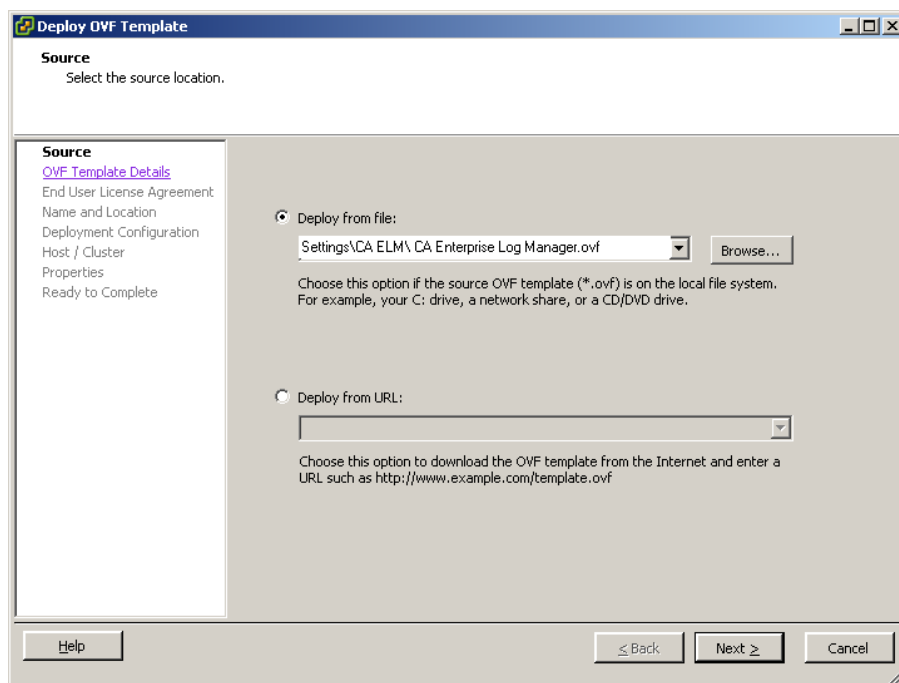 Deploy OVF Template
Source
Select the source location.
Source
OVF Template Details
End User License Agreement
Name and Location
Deployment Configuration
Host / Cluster
Properties
Ready to Complete
Deploy from file:
Settings\CA ELM\ CA Enterprise Log Manager.ovf
Browse...
Choose this option if the source OVF template (*.ovf) is on the local file system.
For example, your C: drive, a network share, or a CD/DVD drive.
Deploy from URL:
Choose this option to download the OVF template from the Internet and enter a
URL such as http://www.example.com/template.ovf
Help
≤ Back
Next ≥
Cancel